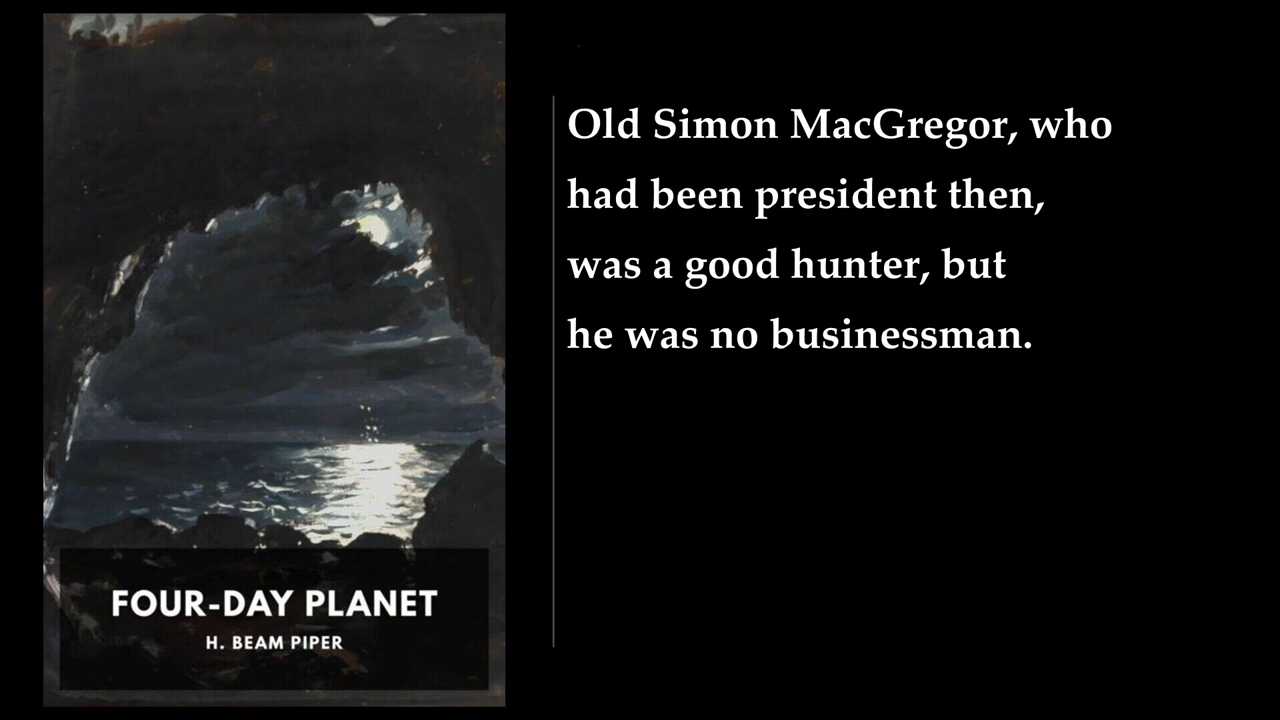 Old Simon MacGregor, who
had been president then,
was a good hunter, but
he was no businessman.
FOUR-DAY PLANET
H. BEAM PIPER